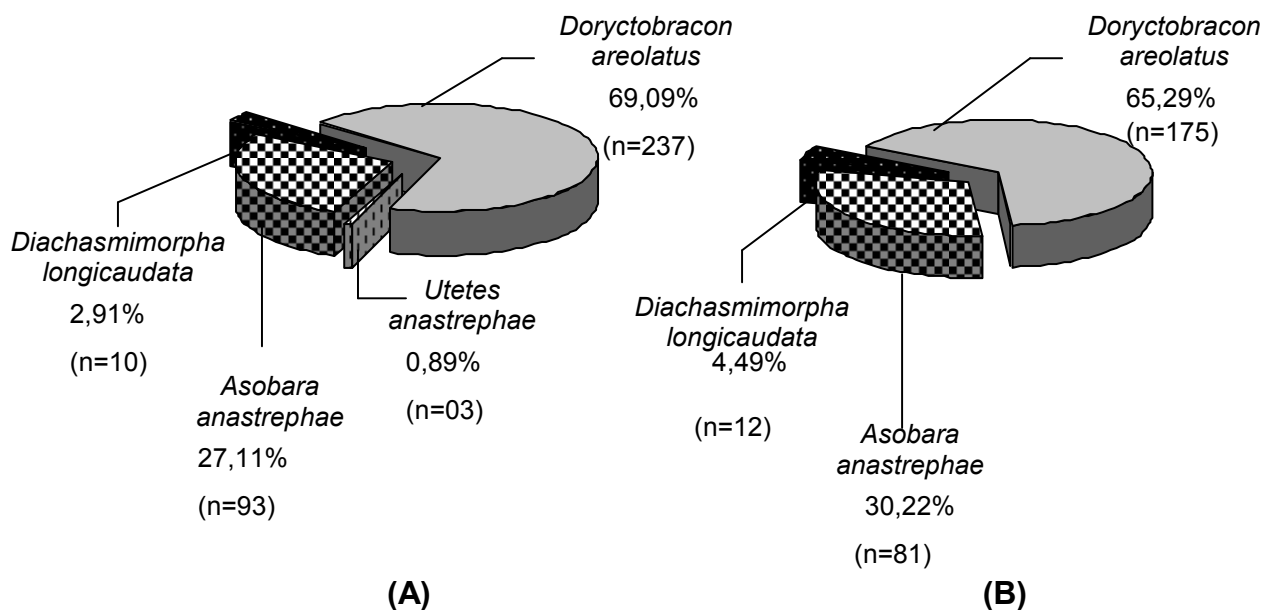 Doryctobracon
areolatus
69,09%
(n=237)
Diachasmimorpha
longicaudata
2,91%
(n=10)
Utetes
anastrephae
0,89%
(n=03)
Asobara
anastrephae
27,11%
(n=93)
(A)
Doryctobracon
areolatus
65,29%
(n=175)
Diachasmimorpha
longicaudata
4,49%
(n=12)
Asobara
anastrephae
30,22%
(n=81)
(B)